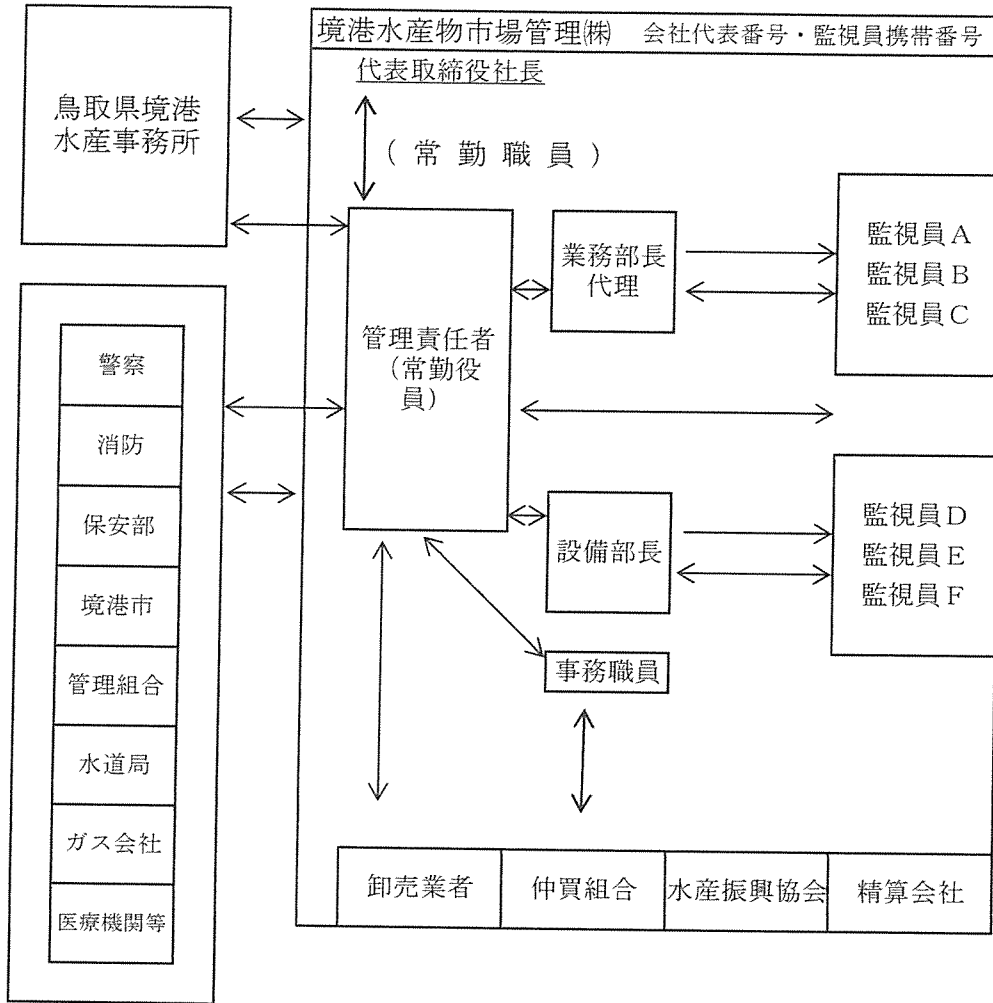 境港水産物市場管理㈱　会社代表番号・監視員携帯番号
代表取締役社長
鳥取県境港
水産事務所
（常勤職員）
業務部長
代理
監視員A
監視員B
監視員C
管理責任者
（常勤役
員）
警察
消防
保安部
境港市
管理組合
水道局
ガス会社
医療機関等
設備部長
監視員D
監視員E
監視員F
事務職員
卸売業者
仲買組合
水産振興協会
精算会社